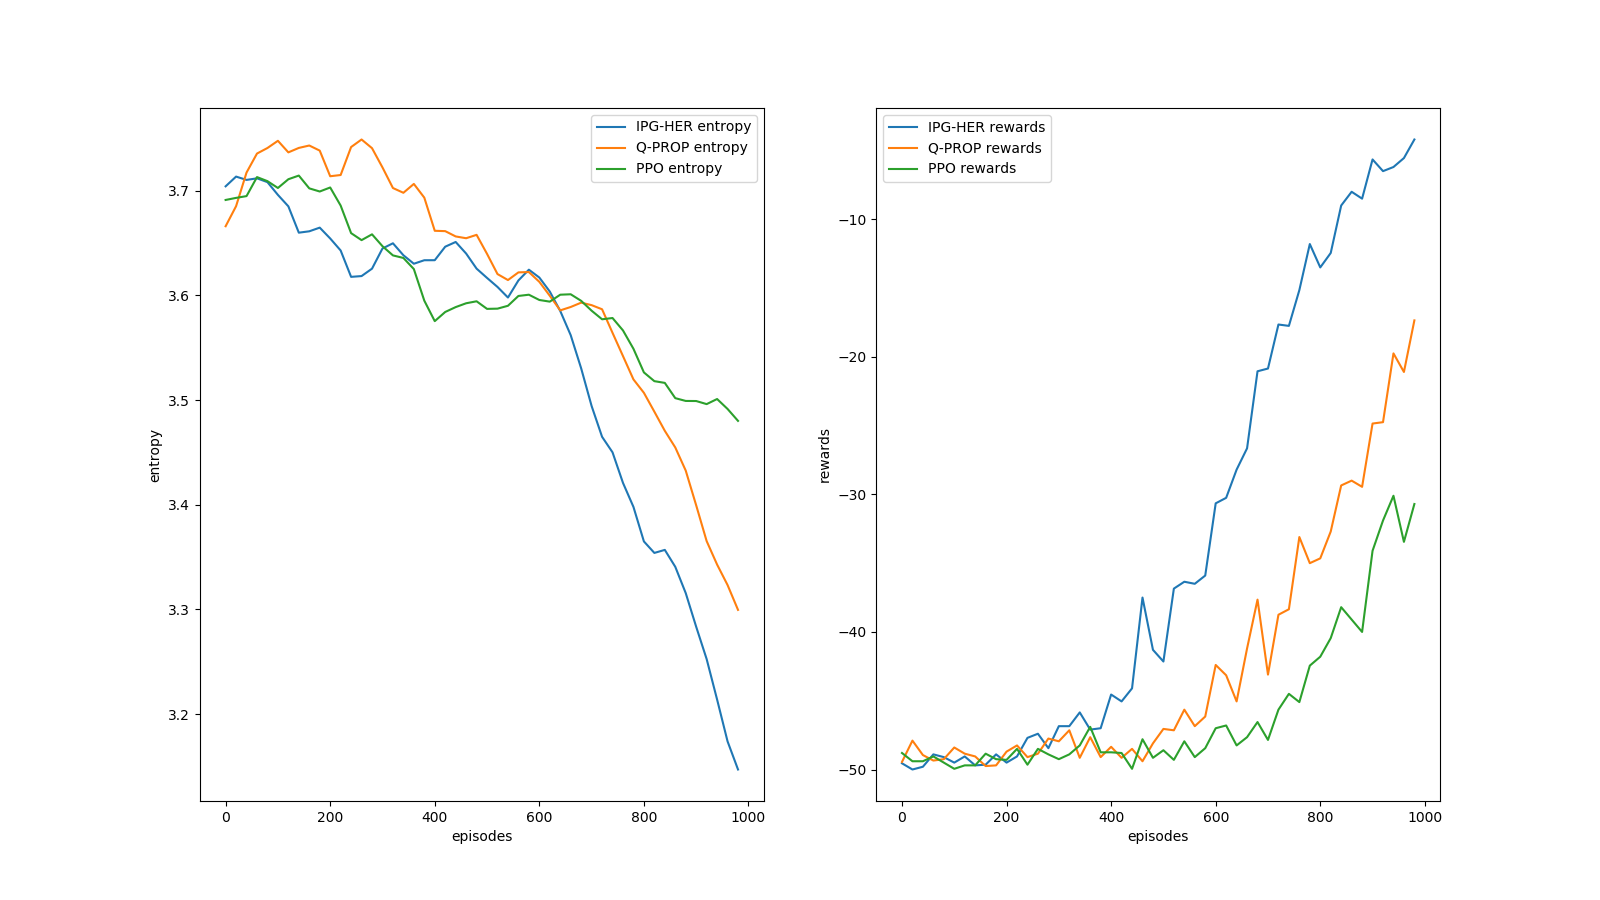 IPG-HER entropy
Q-PROP entropy
PPO entropy
3.7
3.6
3.5
3.4
3.3
3.2
entropy
0 200 400 600 800 1000
episodes
IPG-HER rewards
Q-PROP rewards
PPO rewards
−10
−20
−30
−40
−50
rewards
0 200 400 600 800 1000
episodes